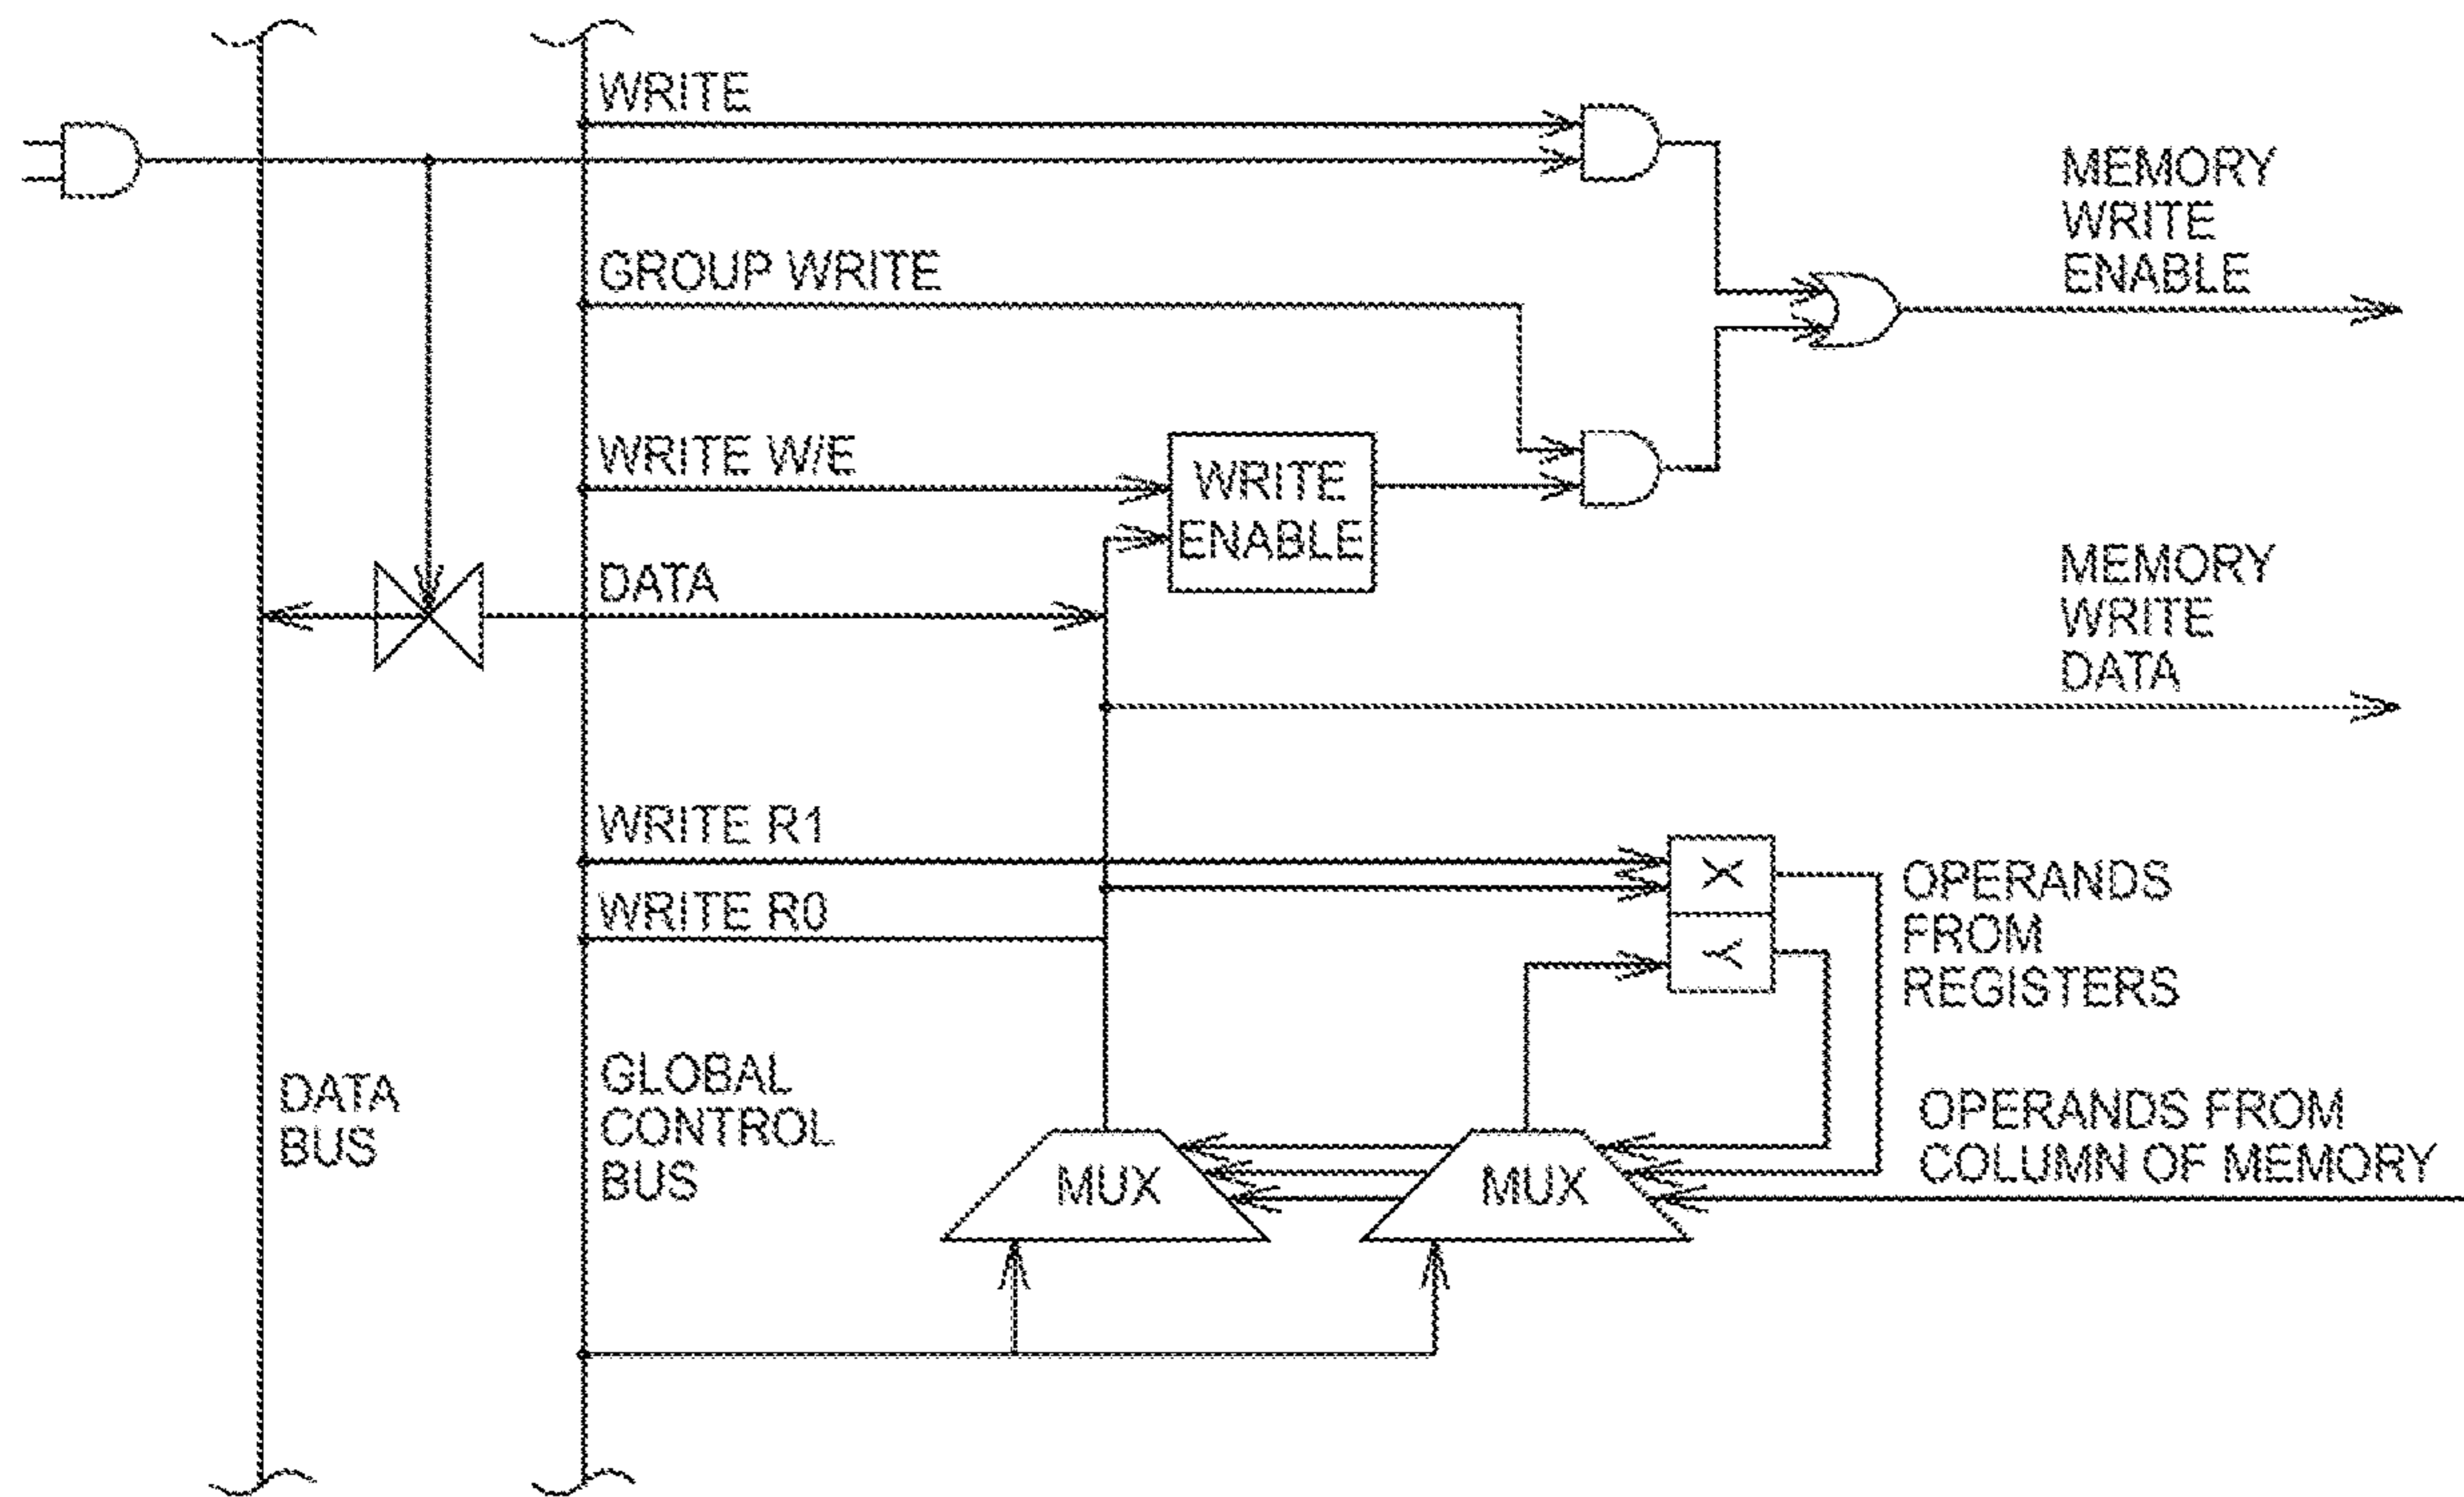 WRITE
MEMORY
WRITE
ENABLE
GROUP WRITE
WRITE W/E
WRITE
ENABLE
DATA
MEMORY
WRITE
DATA
WRITE R1
X
OPERANDS
FROM
REGISTERS
WRITE R0
Y
GLOBAL
CONTROL
BUS
DATA
BUS
OPERANDS FROM
COLUMN OF MEMORY
MUX
MUX